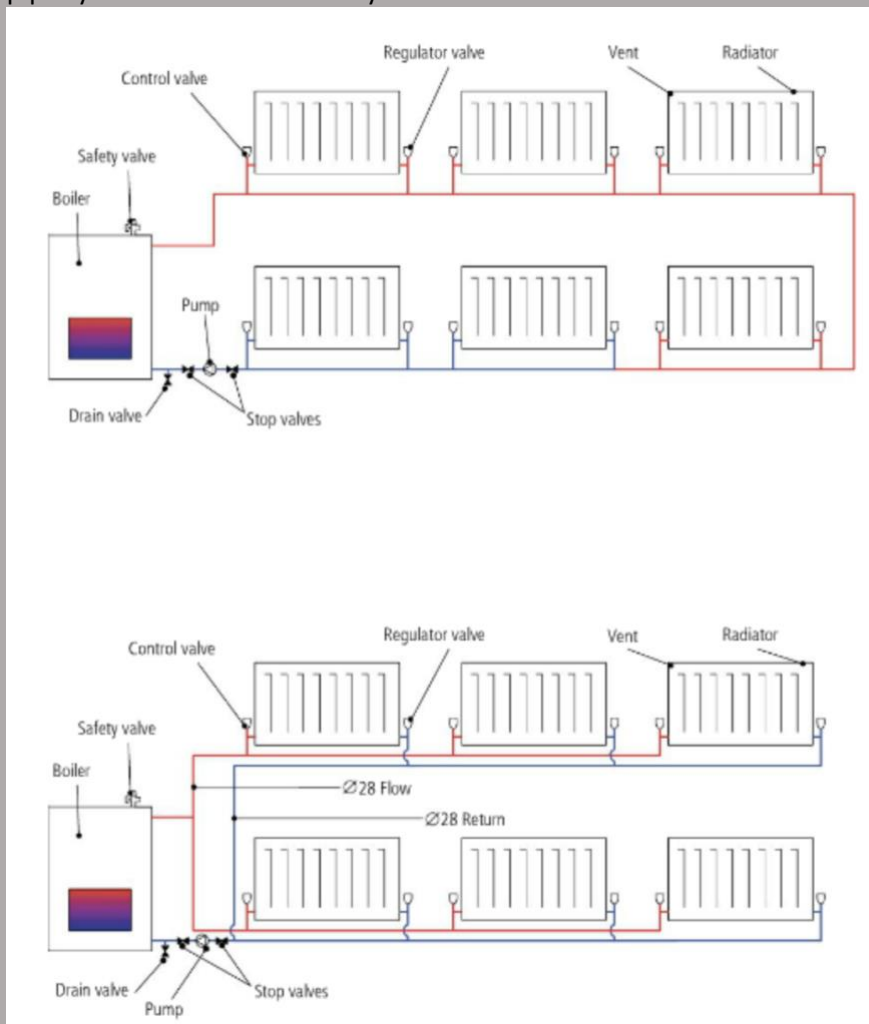 Regulator valve
Vent
Radiator
Control valve
Safety valve
Boiler
Pump
Drain valve
Stop valves
Regulator valve
Vent
Radiator
Control valve
Safety valve
Boiler
Ø28 Flow
Ø28 Return
Drain valve
Stop valves
Pump